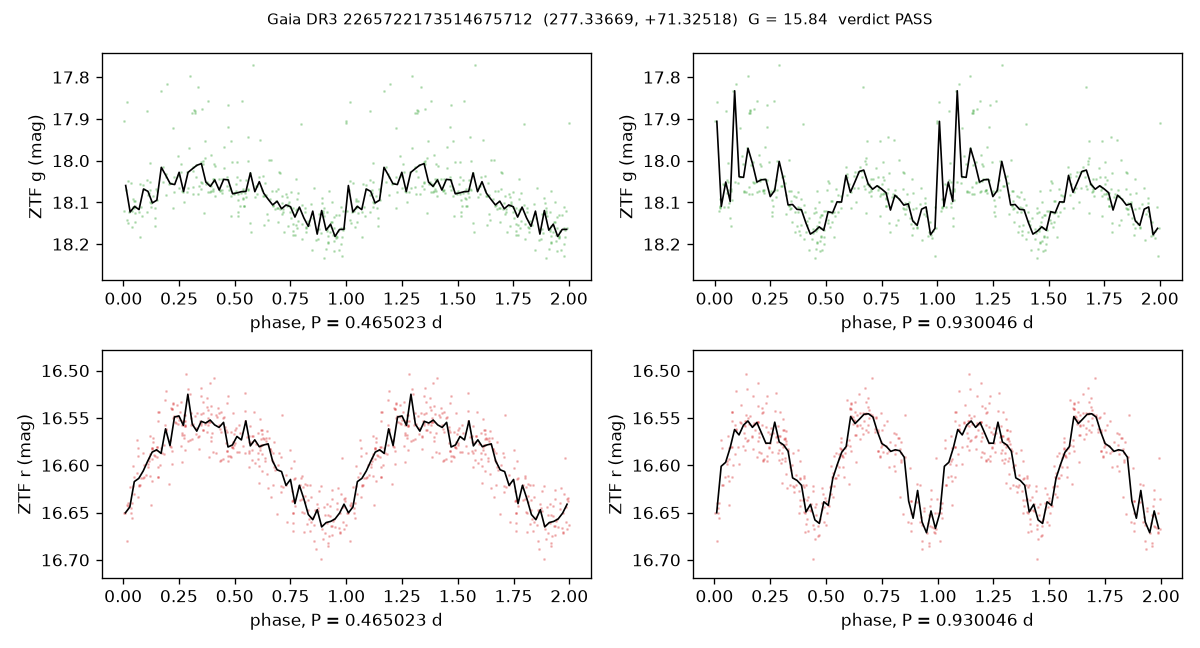 Gaia DR3 2265722173514675712 (277.33669, +71.32518) G = 15.84 verdict PASS
ZTF g (mag)
17.8
17.9
18.0
18.1
18.2
0.00 0.25 0.50 0.75 1.00 1.25 1.50 1.75 2.00
phase, P = 0.465023 d
ZTF g (mag)
17.8
17.9
18.0
18.1
18.2
0.00 0.25 0.50 0.75 1.00 1.25 1.50 1.75 2.00
phase, P = 0.930046 d
ZTF r (mag)
16.50
16.55
16.60
16.65
16.70
0.00 0.25 0.50 0.75 1.00 1.25 1.50 1.75 2.00
phase, P = 0.465023 d
ZTF r (mag)
16.50
16.55
16.60
16.65
16.70
0.00 0.25 0.50 0.75 1.00 1.25 1.50 1.75 2.00
phase, P = 0.930046 d